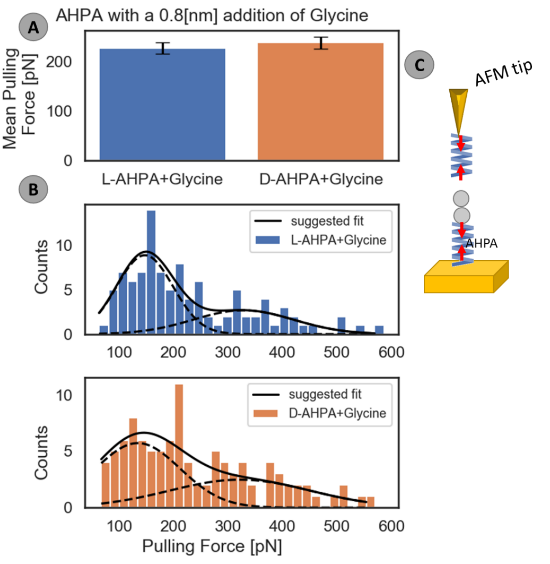 A
AHPA with a 0.8[nm] addition of Glycine
Mean Pulling
Force [pN]
200
100
0
L-AHPA+Glycine
D-AHPA+Glycine
C
AFM tip
AHPA
B
Counts
10
5
0
suggested fit
L-AHPA+Glycine
100
200
300
400
500
600
Counts
10
5
0
suggested fit
D-AHPA+Glycine
100
200
300
400
500
600
Pulling Force [pN]